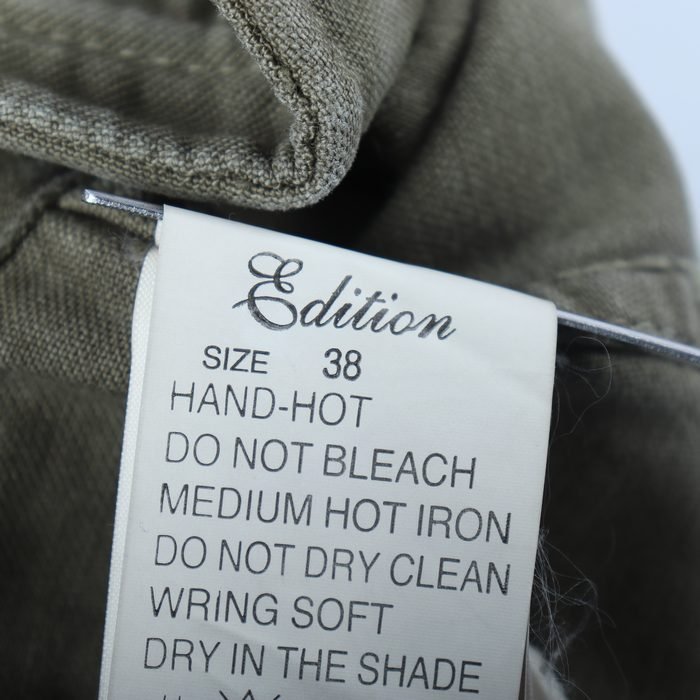 Edition
SIZE 38
HAND-HOT
DO NOT BLEACH
MEDIUM HOT IRON
DO NOT DRY CLEAN
WRING SOFT
DRY IN THE SHADE